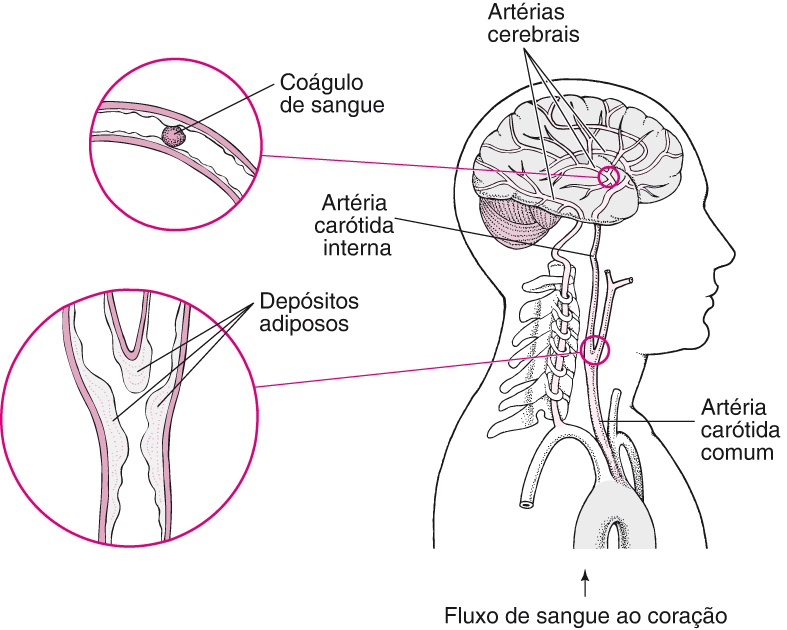 Artérias
cerebrais
Coágulo
de sangue
Artéria
carótida
interna
Depósitos
adiposos
Artéria
carótida
comum
Fluxo de sangue ao coração